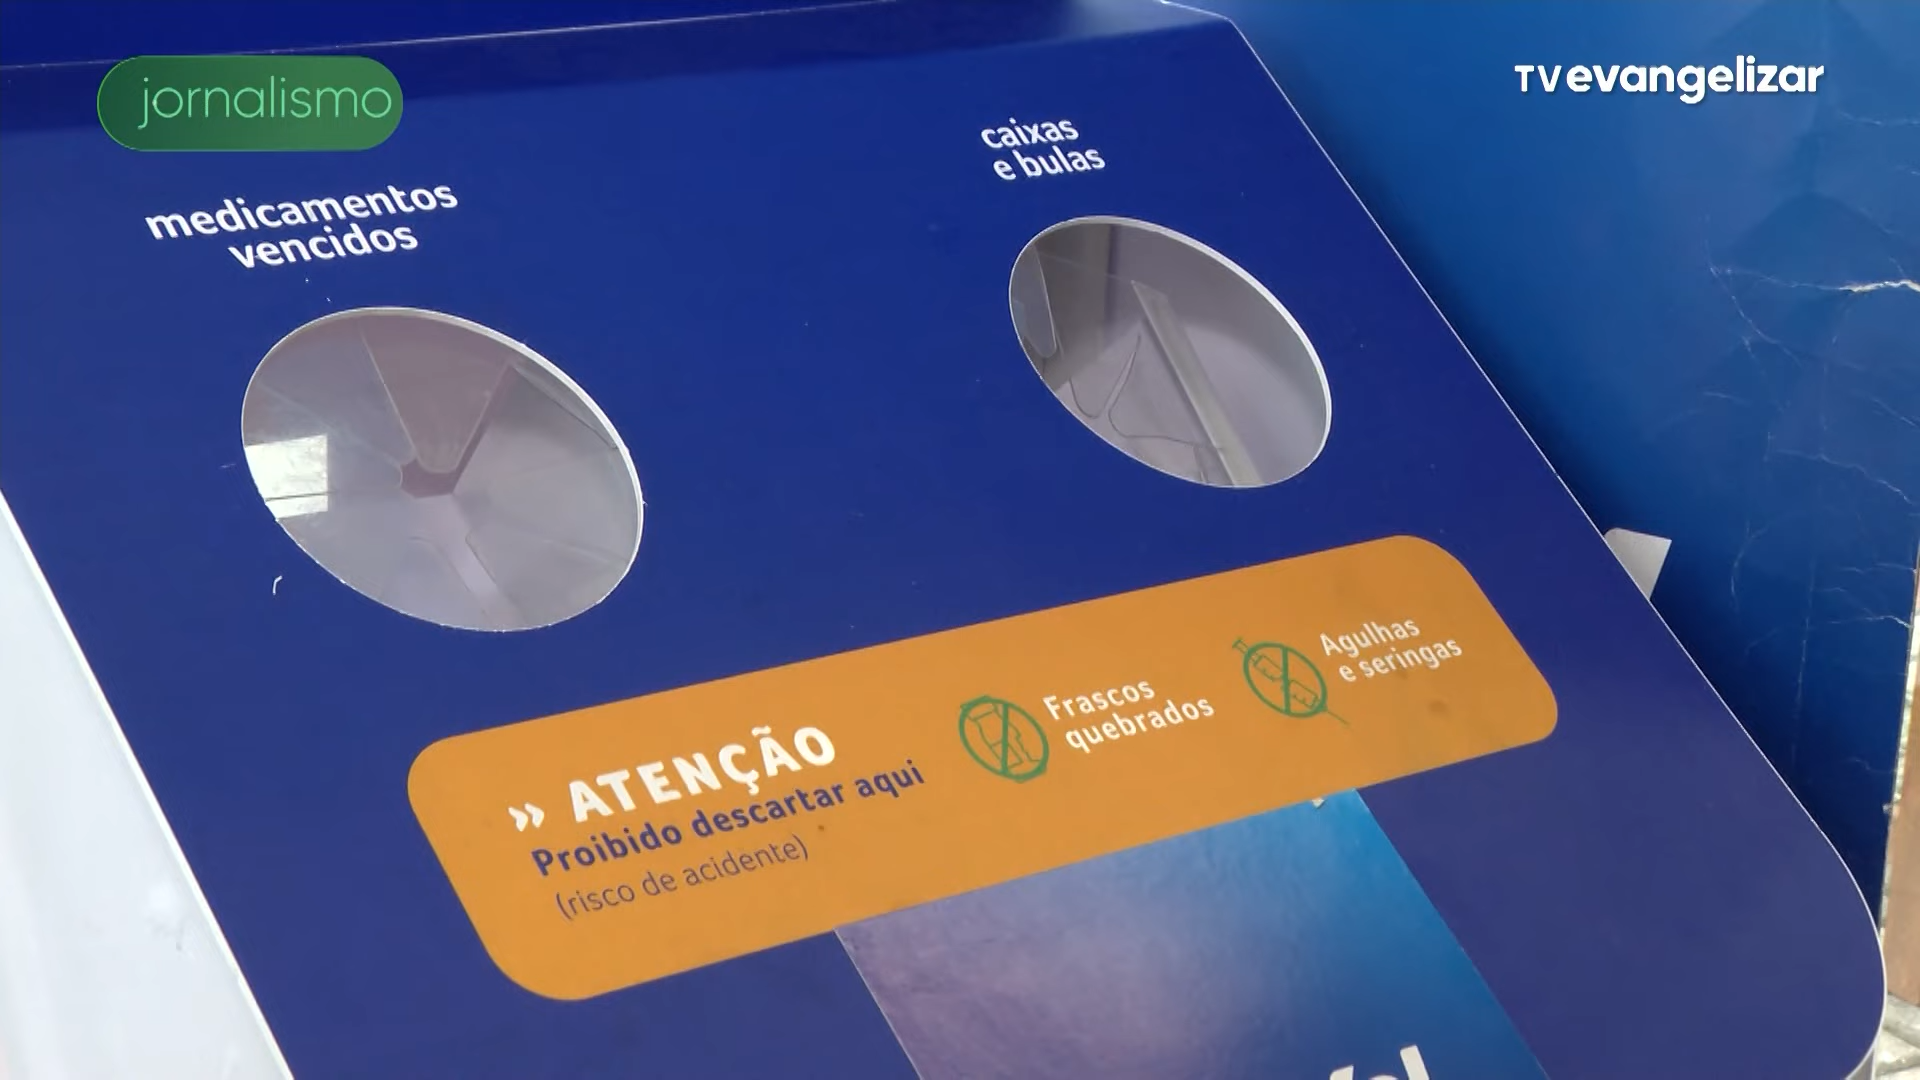 jornalismo
TVevangelizar
caixas
e bulas
medicamentos
vencidos
Agulhas
e seringas
Frascos
quebrados
» ATENÇÃO
Proibido descartar aqui
(risco de acidente)